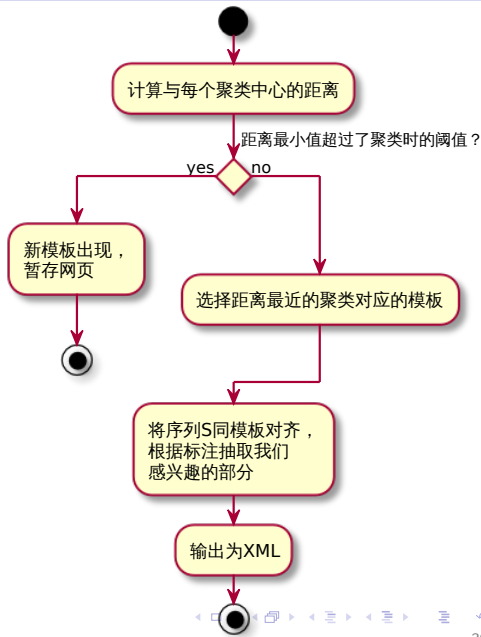 计算与每个聚类中心的距离
距离最小值超过了聚类时的阈值？
yes
no
新模板出现，
暂存网页
选择距离最近的聚类对应的模板
将序列S同模板对齐，
根据标注抽取我们
感兴趣的部分
输出为XML